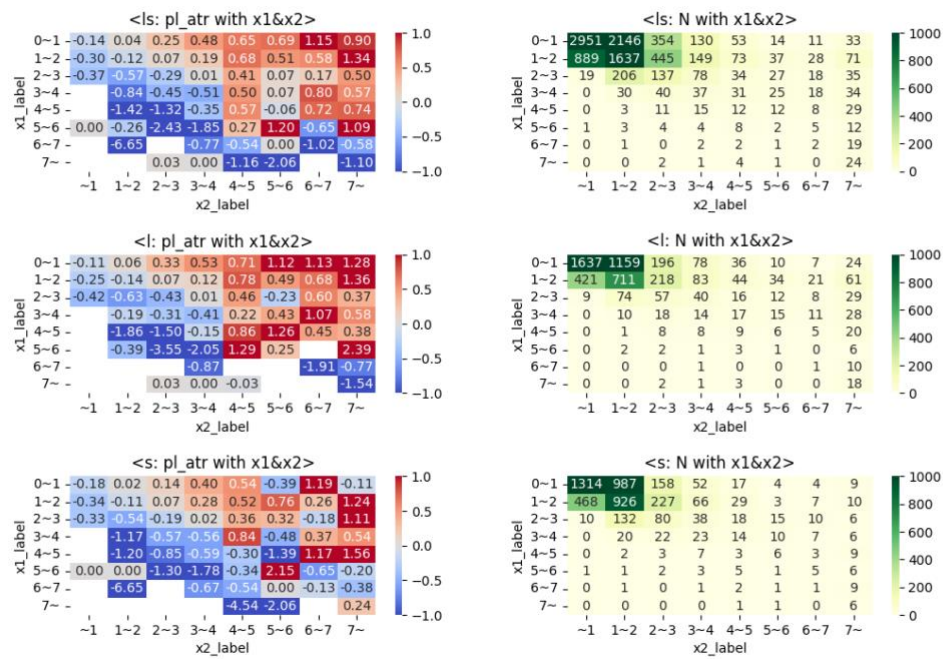 <ls: pl_atr with x1&x2>
x1_label
0~1 -0.14 0.04 0.25 0.48 0.65 0.69 1.15 0.90
1~2 -0.30 -0.12 0.07 0.19 0.68 0.51 0.58 1.34
2~3 -0.37 -0.57 -0.29 0.01 0.41 0.07 0.17 0.50
3~4 -0.84 -0.45 -0.51 0.50 0.07 0.80 0.57
4~5 -1.42 -1.32 -0.35 0.57 -0.06 0.72 0.74
5~6 0.00 -0.26 -2.43 -1.85 0.27 1.20 -0.65 1.09
6~7 -6.65 -0.77 -0.54 0.00 -1.02 -0.58
7~ 0.03 0.00 -1.16 -2.06 -1.10
~1 1~2 2~3 3~4 4~5 5~6 6~7 7~
x2_label
1.0
0.5
0.0
-0.5
-1.0
<ls: N with x1&x2>
x1_label
0~1 2951 2146 354 130 53 14 11 33
1~2 889 1637 445 149 73 37 28 71
2~3 19 206 137 78 34 27 18 35
3~4 0 30 40 37 31 25 18 34
4~5 0 3 11 15 12 12 8 29
5~6 1 3 4 4 8 2 5 12
6~7 0 1 0 2 2 1 2 19
7~ 0 0 2 1 4 1 0 24
~1 1~2 2~3 3~4 4~5 5~6 6~7 7~
x2_label
1000
800
600
400
200
0
<l: pl_atr with x1&x2>
x1_label
0~1 -0.11 0.06 0.33 0.53 0.71 1.12 1.13 1.28
1~2 -0.25 -0.14 0.07 0.12 0.78 0.49 0.68 1.36
2~3 -0.42 -0.63 -0.43 0.01 0.46 -0.23 0.60 0.37
3~4 -0.19 -0.31 -0.41 0.22 0.43 1.07 0.58
4~5 -1.86 -1.50 -0.15 0.86 1.26 0.45 0.38
5~6 -0.39 -3.55 -2.05 1.29 0.25 2.39
6~7 -0.87 -1.91 -0.77
7~ 0.03 0.00 -0.03 -1.54
~1 1~2 2~3 3~4 4~5 5~6 6~7 7~
x2_label
1.0
0.5
0.0
-0.5
-1.0
<l: N with x1&x2>
x1_label
0~1 1637 1159 196 78 36 10 7 24
1~2 421 711 218 83 44 34 21 61
2~3 9 74 57 40 16 12 8 29
3~4 0 10 18 14 17 15 11 28
4~5 0 1 8 8 9 6 5 20
5~6 0 2 2 1 3 1 0 6
6~7 0 0 0 1 0 0 1 10
7~ 0 0 2 1 3 0 0 18
~1 1~2 2~3 3~4 4~5 5~6 6~7 7~
x2_label
1000
800
600
400
200
0
<s: pl_atr with x1&x2>
x1_label
0~1 -0.18 0.02 0.14 0.40 0.54 -0.39 1.19 -0.11
1~2 -0.34 -0.11 0.07 0.28 0.52 0.76 0.26 1.24
2~3 -0.33 -0.54 -0.19 0.02 0.36 0.32 -0.18 1.11
3~4 -1.17 -0.57 -0.56 0.84 -0.48 0.37 0.54
4~5 -1.20 -0.85 -0.59 -0.30 -1.39 1.17 1.56
5~6 0.00 0.00 -1.30 -1.78 -0.34 2.15 -0.65 -0.20
6~7 -6.65 -0.67 -0.54 0.00 -0.13 -0.38
7~ -4.54 -2.06 0.24
~1 1~2 2~3 3~4 4~5 5~6 6~7 7~
x2_label
1.0
0.5
0.0
-0.5
-1.0
<s: N with x1&x2>
x1_label
0~1 1314 987 158 52 17 4 4 9
1~2 468 926 227 66 29 3 7 10
2~3 10 132 80 38 18 15 10 6
3~4 0 20 22 23 14 10 7 6
4~5 0 2 3 7 3 6 3 9
5~6 1 1 2 3 5 1 5 6
6~7 0 1 0 1 2 1 1 9
7~ 0 0 0 0 1 1 0 6
~1 1~2 2~3 3~4 4~5 5~6 6~7 7~
x2_label
1000
800
600
400
200
0